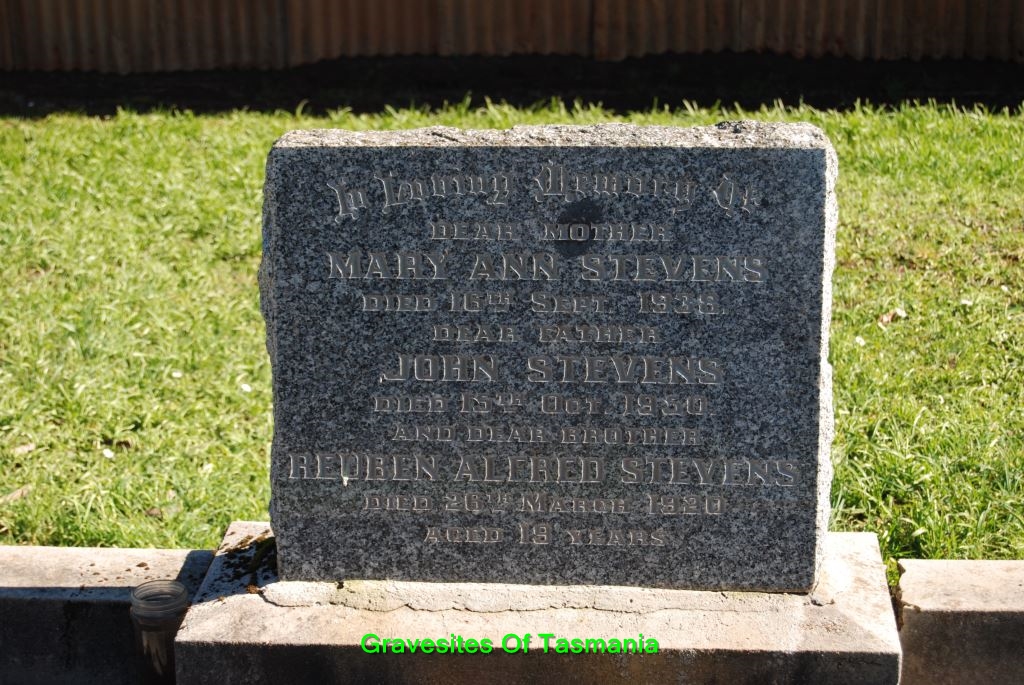 In Loving Memory Of
DEAR MOTHER
MARY ANN STEVENS
DIED 16TH SEPT. 1938.
DEAR FATHER
JOHN STEVENS
DIED 15TH OCT. 1930
AND DEAR BROTHER
REUBEN ALFRED STEVENS
DIED 26TH MARCH 1920
AGED 19 YEARS
Gravesites Of Tasmania